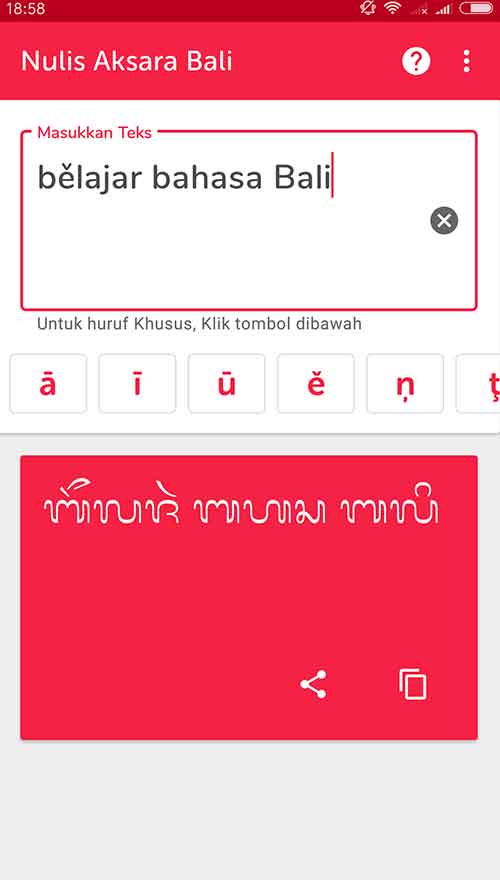 18:58
Nulis Aksara Bali
Masukkan Teks
bělajar bahasa Bali
Untuk huruf Khusus, Klik tombol dibawah
ā ī ū ě ṇ ţ
ᬩᭂᬮᬚᬃ ᬩᬳᬲ ᬩᬮᬶ